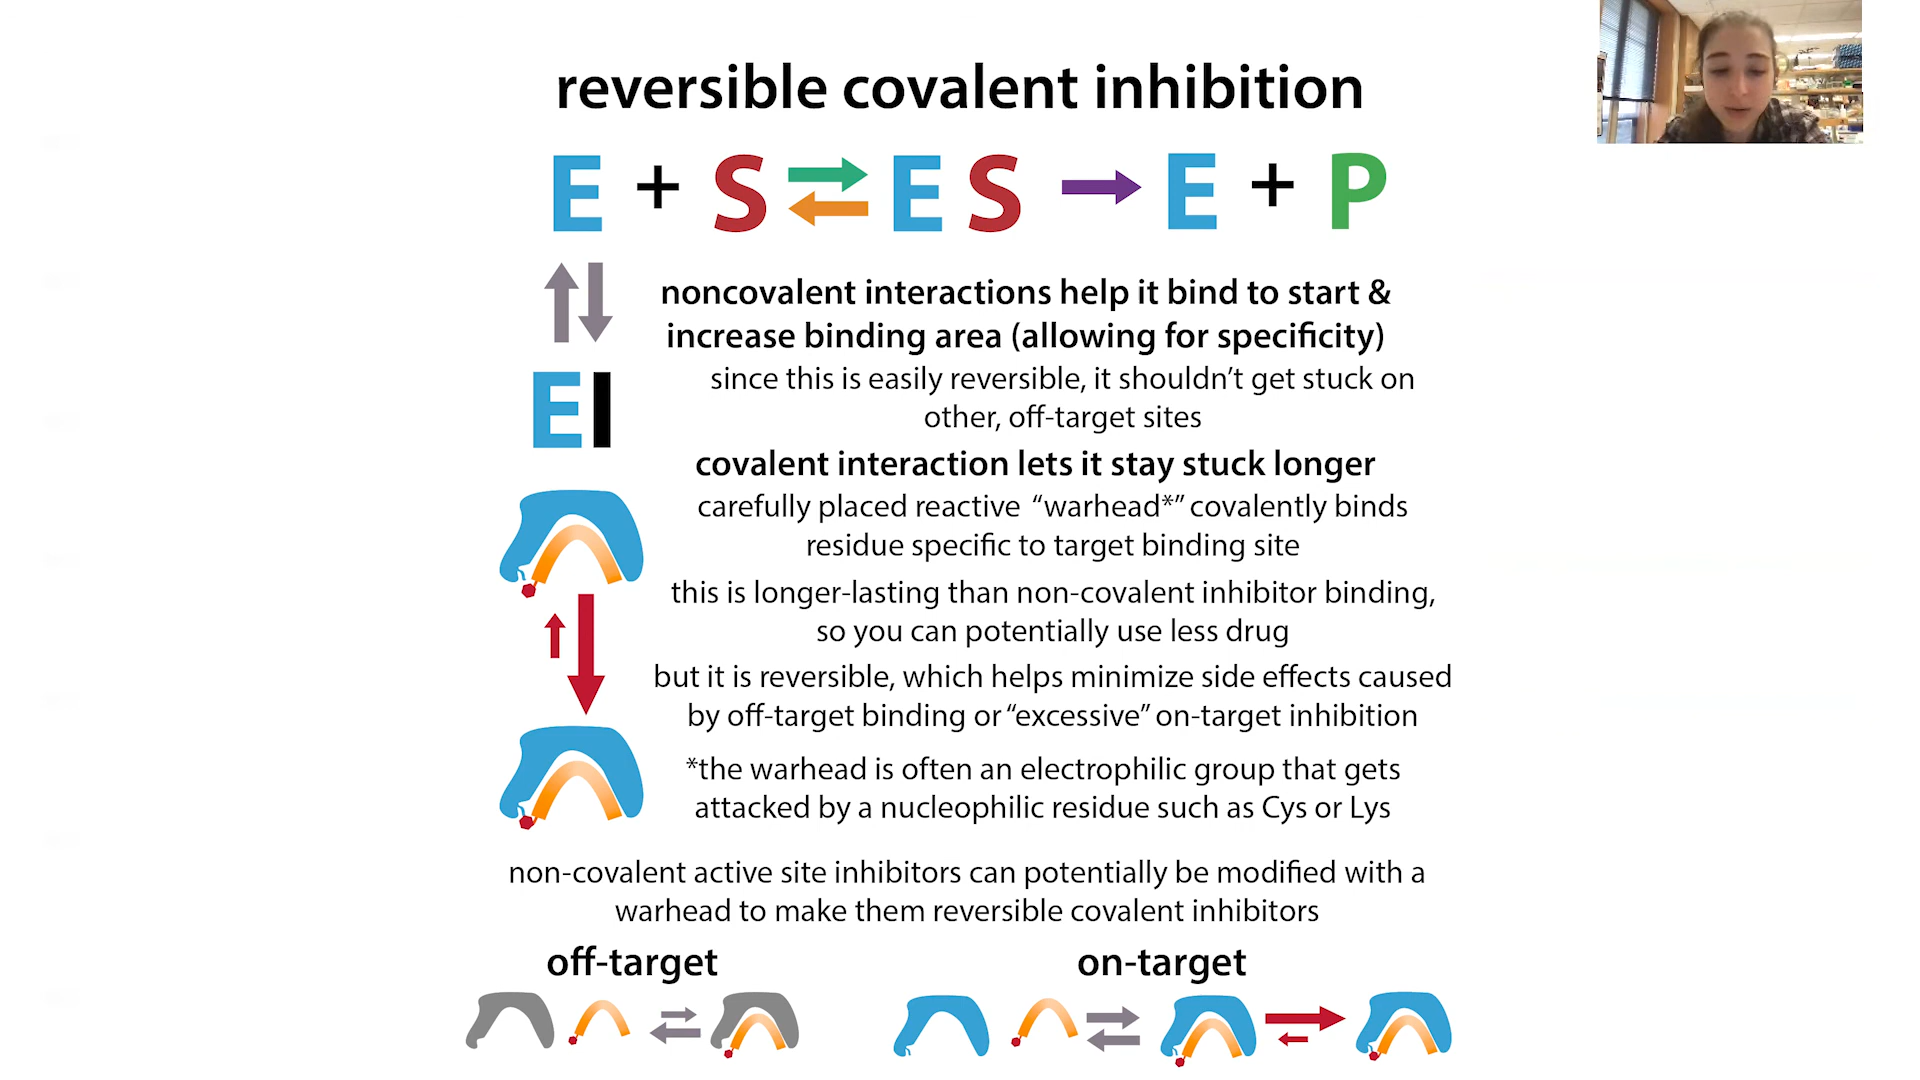 reversible covalent inhibition
E + S E S E + P
noncovalent interactions help it bind to start &
increase binding area (allowing for specificity)
since this is easily reversible, it shouldn't get stuck on
other, off-target sites
EI
covalent interaction lets it stay stuck longer
carefully placed reactive “warhead*” covalently binds
residue specific to target binding site
this is longer-lasting than non-covalent inhibitor binding,
so you can potentially use less drug
but it is reversible, which helps minimize side effects caused
by off-target binding or “excessive” on-target inhibition
*the warhead is often an electrophilic group that gets
attacked by a nucleophilic residue such as Cys or Lys
non-covalent active site inhibitors can potentially be modified with a
warhead to make them reversible covalent inhibitors
off-target on-target